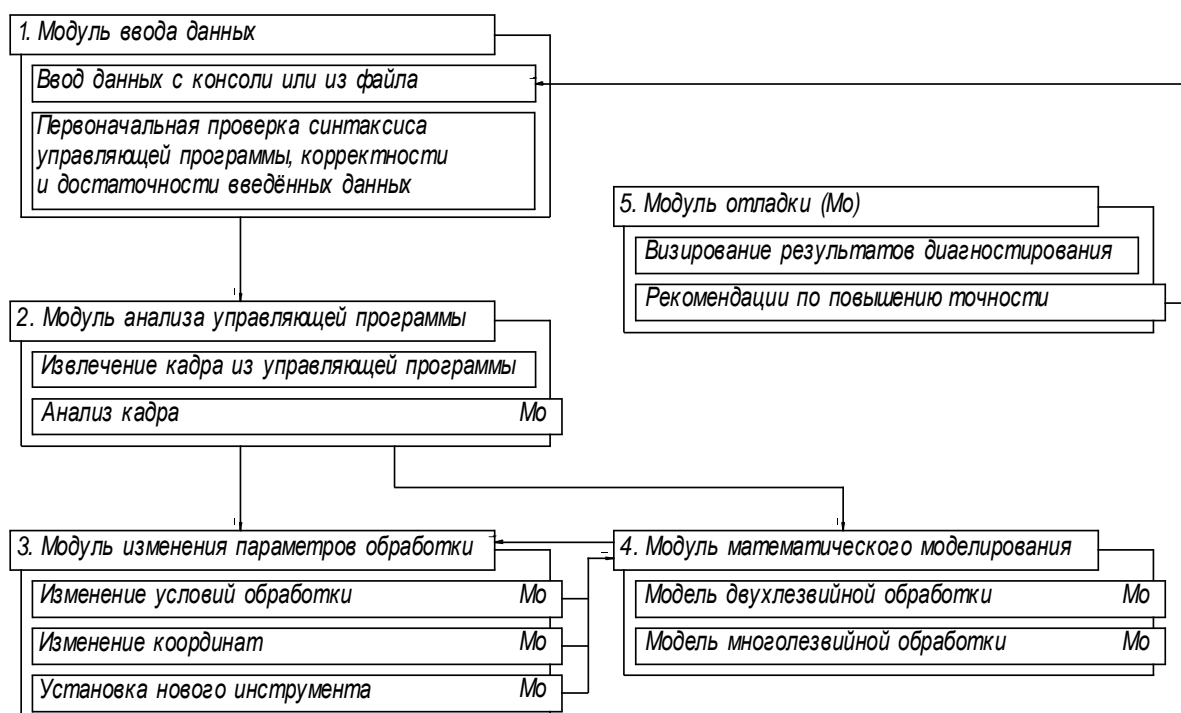 1. Модуль ввода данных
Ввод данных с консоли или из файла
Первоначальная проверка синтаксиса
управляющей программы, корректности
и достаточности введённых данных
5. Модуль отладки (Мо)
Визирование результатов диагностирования
Рекомендации по повышению точности
2. Модуль анализа управляющей программы
Извлечение кадра из управляющей программы
Анализ кадра Мо
3. Модуль изменения параметров обработки
Изменение условий обработки Мо
Изменение координат Мо
Установка нового инструмента Мо
4. Модуль математического моделирования
Модель двухлезвийной обработки Мо
Модель многолезвийной обработки Мо